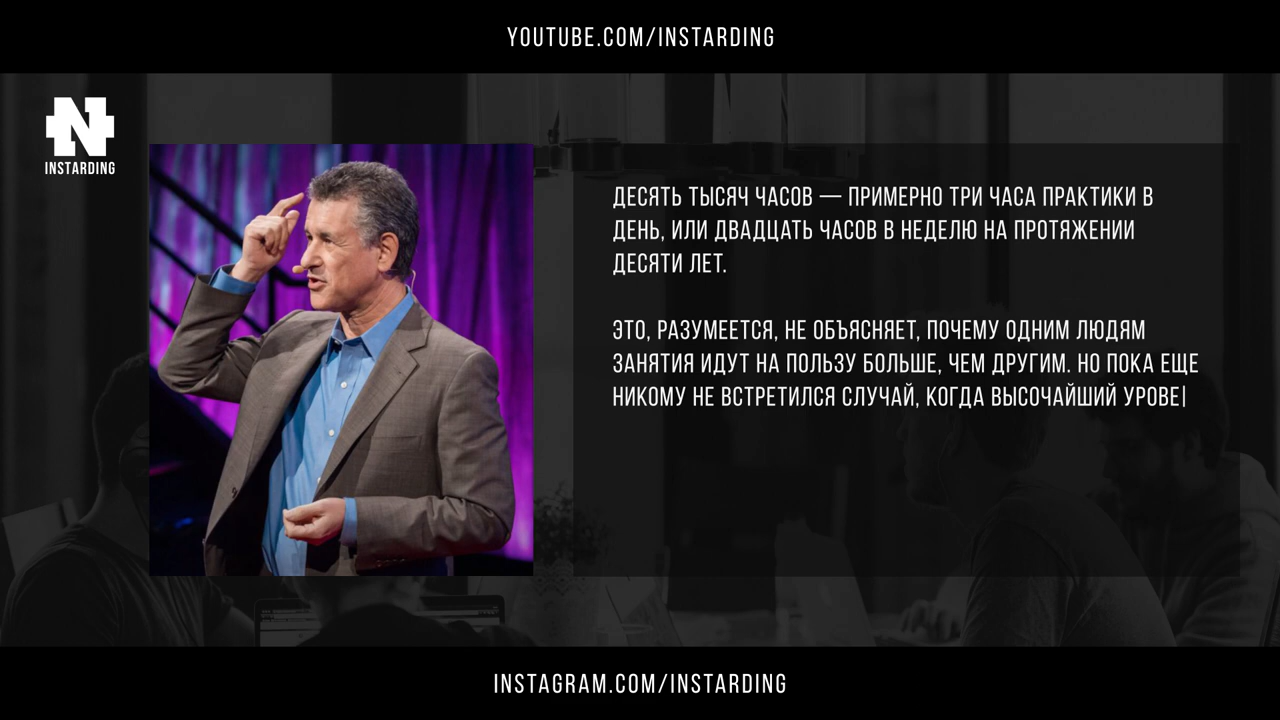 YOUTUBE.COM/INSTARDING
N
INSTARDING
ДЕСЯТЬ ТЫСЯЧ ЧАСОВ — ПРИМЕРНО ТРИ ЧАСА ПРАКТИКИ В
ДЕНЬ, ИЛИ ДВАДЦАТЬ ЧАСОВ В НЕДЕЛЮ НА ПРОТЯЖЕНИИ
ДЕСЯТИ ЛЕТ.
ЭТО, РАЗУМЕЕТСЯ, НЕ ОБЪЯСНЯЕТ, ПОЧЕМУ ОДНИМ ЛЮДЯМ
ЗАНЯТИЯ ИДУТ НА ПОЛЬЗУ БОЛЬШЕ, ЧЕМ ДРУГИМ. НО ПОКА ЕЩЕ
НИКОМУ НЕ ВСТРЕТИЛСЯ СЛУЧАЙ, КОГДА ВЫСОЧАЙШИЙ УРОВЕ|
INSTAGRAM.COM/INSTARDING